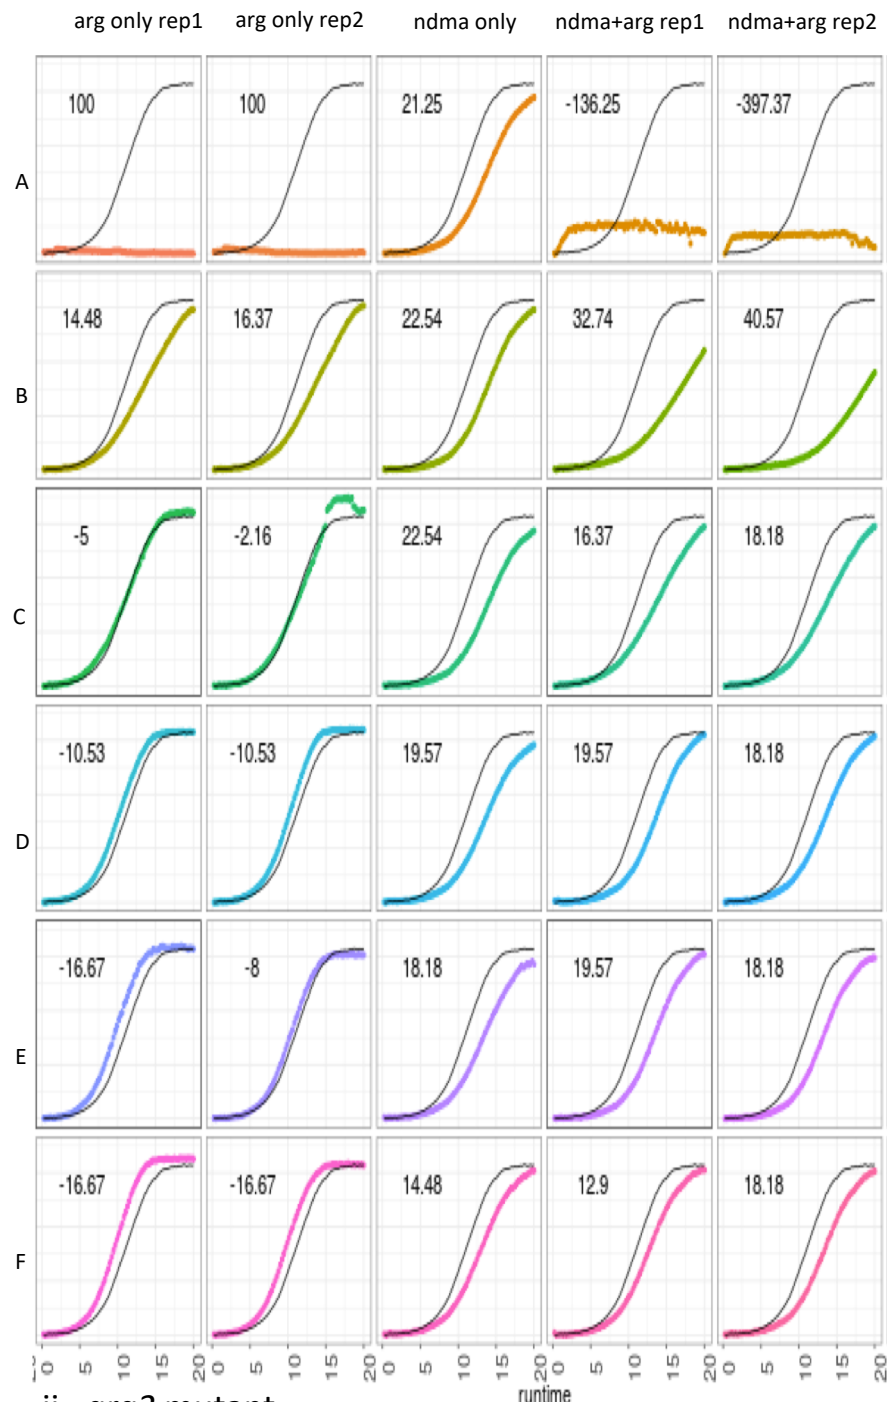 arg only rep1 arg only rep2 ndma only ndma+arg rep1 ndma+arg rep2
A 100 100 21.25 -136.25 -397.37
B 14.48 16.37 22.54 32.74 40.57
C -5 -2.16 22.54 16.37 18.18
D -10.53 -10.53 19.57 19.57 18.18
E -16.67 -8 18.18 19.57 18.18
F -16.67 -16.67 14.48 12.9 18.18
0 5 10 15 20 0 5 10 15 20 0 5 10 15 20 0 5 10 15 20 0 5 10 15 20
runtime